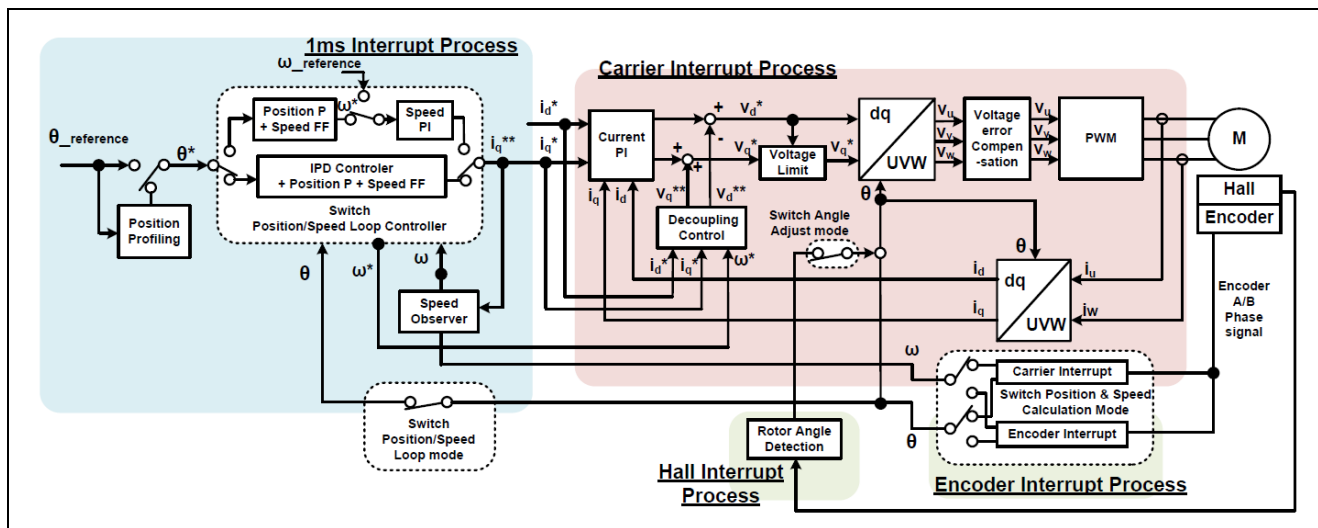 1ms Interrupt Process
ω_reference
Position P
+ Speed FF
ω*
Speed
PI
θ_reference
θ*
IPD Controler
+ Position P + Speed FF
Switch
Position/Speed Loop Controller
Position
Profiling
iq**
θ
ω*
ω
Speed
Observer
Switch
Position/Speed
Loop mode
Carrier Interrupt Process
id*
iq*
Current
PI
iq
id
+
-
+
+
vd*
vq*
vq**
vd**
Decoupling
Control
id*
iq*
ω*
Voltage
Limit
vq*
dq
UVW
θ
Vu
Vv
Vw
Voltage
error
Compen
-sation
Vu
Vv
Vw
PWM
M
Hall
Encoder
Switch Angle
Adjust mode
θ
id
iq
dq
UVW
iu
iw
Encoder
A/B
Phase
signal
ω
θ
Carrier Interrupt
Switch Position & Speed
Calculation Mode
Encoder Interrupt
Encoder Interrupt Process
Rotor Angle
Detection
Hall Interrupt
Process